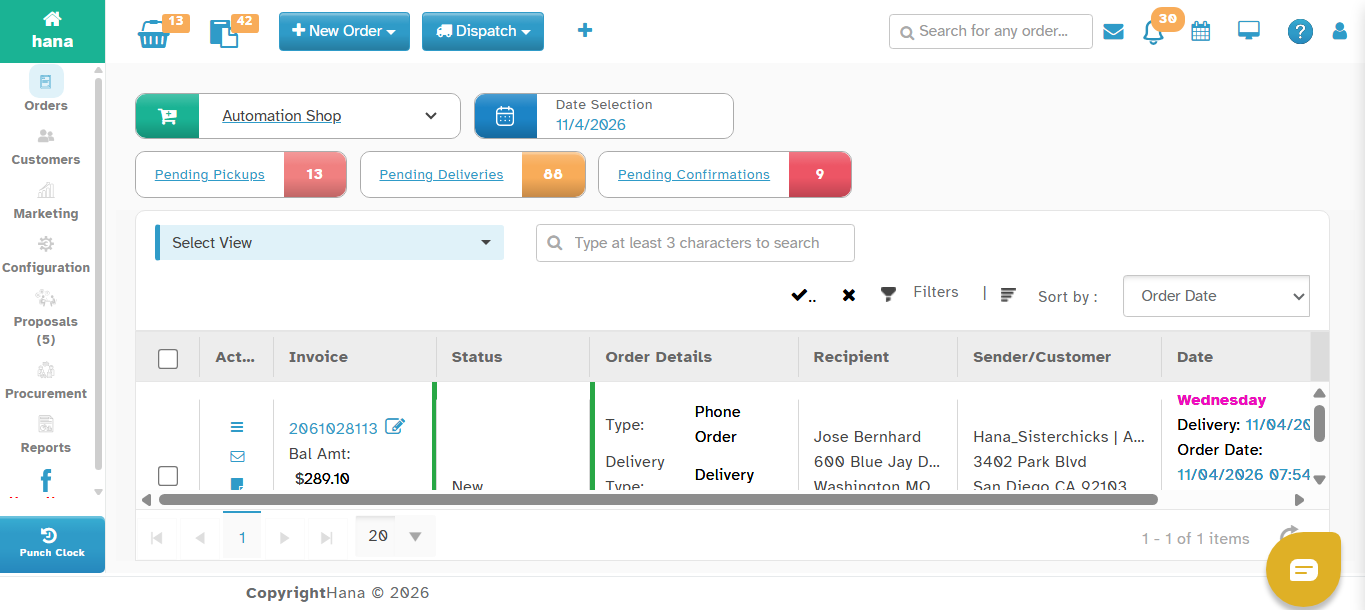 hana
13
42
New Order
Dispatch
Search for any order...
30
?
Orders
Customers
Marketing
Configuration
Proposals
(5)
Procurement
Reports
Punch Clock
Automation Shop
Date Selection
11/4/2026
Pending Pickups 13
Pending Deliveries 88
Pending Confirmations 9
Select View
Type at least 3 characters to search
..
Filters
|
Sort by :
Order Date
Act...
Invoice
Status
Order Details
Recipient
Sender/Customer
Date
2061028113
Bal Amt:
$289.10
New
Type:
Phone
Order
Delivery
Type:
Delivery
Jose Bernhard
600 Blue Jay D...
Washington MO
Hana_Sisterchicks | A...
3402 Park Blvd
San Diego CA 92103
Wednesday
Delivery: 11/04/20
Order Date:
11/04/2026 07:54
1
20
1 - 1 of 1 items
CopyrightHana © 2026